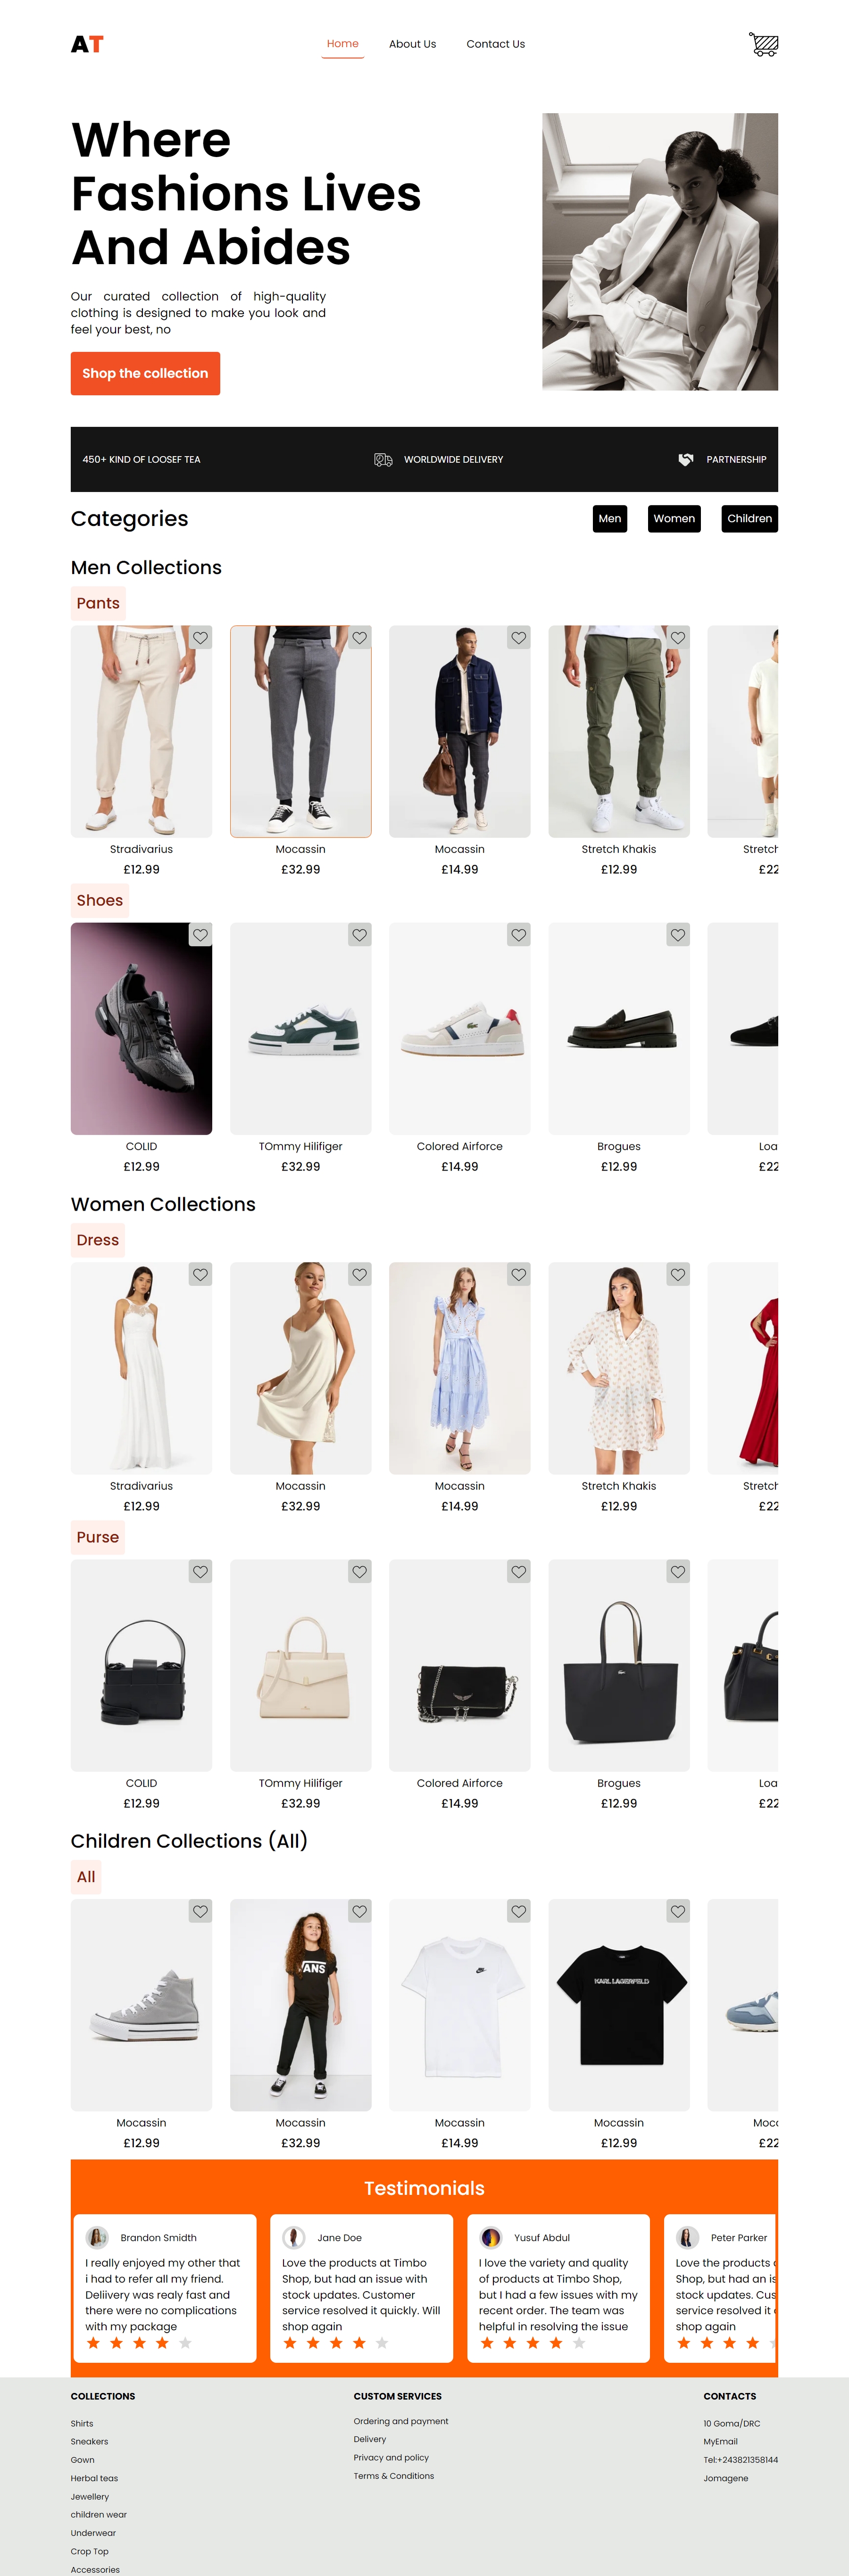 AT
Home About Us Contact Us
Where
Fashions Lives
And Abides
Our curated collection of high-quality
clothing is designed to make you look and
feel your best, no
Shop the collection
450+ KIND OF LOOSEF TEA WORLDWIDE DELIVERY PARTNERSHIP
Categories Men Women Children
Men Collections
Pants
Stradivarius Mocassin Mocassin Stretch Khakis Stretch
£12.99 £32.99 £14.99 £12.99 £22
Shoes
COLID TOmmy Hilifiger Colored Airforce Brogues Loa
£12.99 £32.99 £14.99 £12.99 £22
Women Collections
Dress
Stradivarius Mocassin Mocassin Stretch Khakis Stretch
£12.99 £32.99 £14.99 £12.99 £22
Purse
COLID TOmmy Hilifiger Colored Airforce Brogues Loa
£12.99 £32.99 £14.99 £12.99 £22
Children Collections (All)
All
VANS
KARL LAGERFELD
Mocassin Mocassin Mocassin Mocassin Moc
£12.99 £32.99 £14.99 £12.99 £22
Testimonials
Brandon Smidth
I really enjoyed my other that
i had to refer all my friend.
Deliivery was realy fast and
there were no complications
with my package
Jane Doe
Love the products at Timbo
Shop, but had an issue with
stock updates. Customer
service resolved it quickly. Will
shop again
Yusuf Abdul
I love the variety and quality
of products at Timbo Shop,
but I had a few issues with my
recent order. The team was
helpful in resolving the issue
Peter Parker
Love the products
Shop, but had an is
stock updates. Cus
service resolved it
shop again
COLLECTIONS
Shirts
Sneakers
Gown
Herbal teas
Jewellery
children wear
Underwear
Crop Top
Accessories
CUSTOM SERVICES
Ordering and payment
Delivery
Privacy and policy
Terms & Conditions
CONTACTS
10 Goma/DRC
MyEmail
Tel:+243821358144
Jomagene